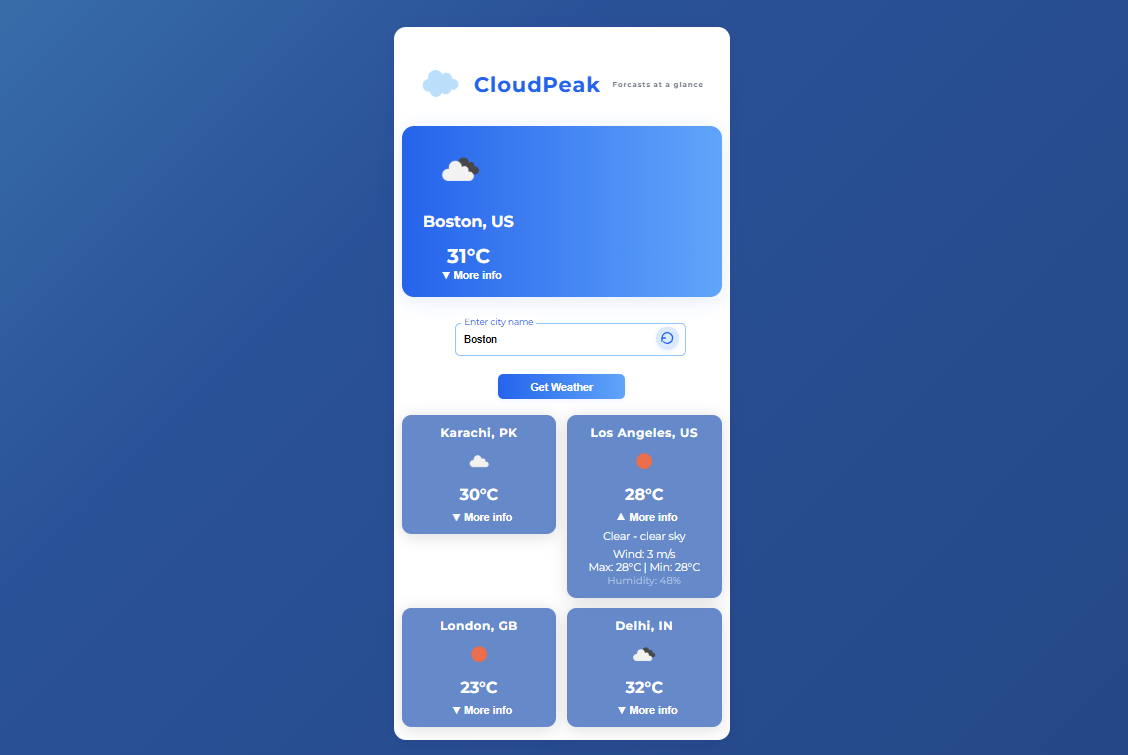 CloudPeak Forcasts at a glance
Boston, US
31°C
▼ More info
Enter city name
Boston
Get Weather
Karachi, PK
30°C
▼ More info
Los Angeles, US
28°C
▲ More info
Clear - clear sky
Wind: 3 m/s
Max: 28°C | Min: 28°C
Humidity: 48%
London, GB
23°C
▼ More info
Delhi, IN
32°C
▼ More info